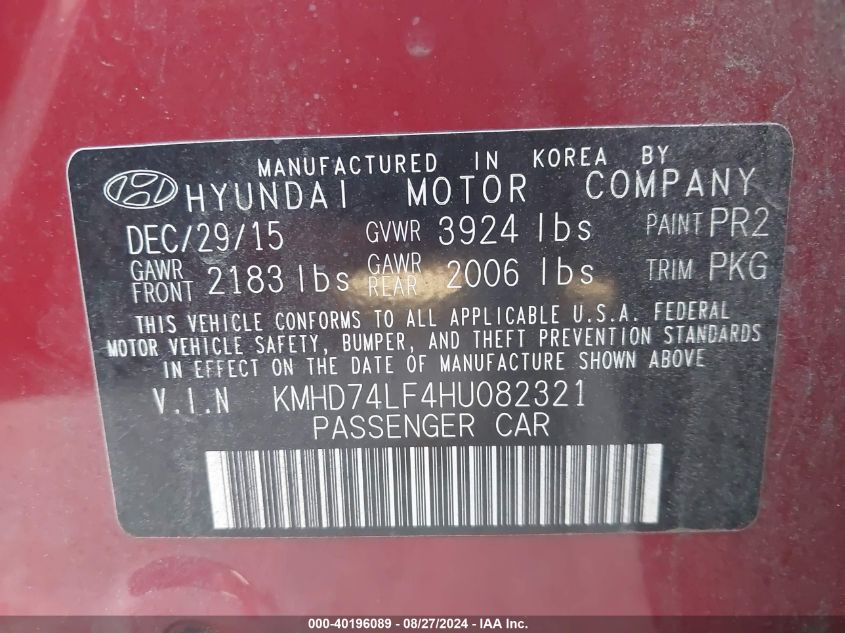 MANUFACTURED IN KOREA BY
HYUNDAI MOTOR COMPANY
DEC/29/15 GVWR 3924 lbs PAINT PR2
GAWR FRONT 2183 lbs GAWR REAR 2006 lbs TRIM PKG
THIS VEHICLE CONFORMS TO ALL APPLICABLE U.S.A. FEDERAL
MOTOR VEHICLE SAFETY, BUMPER, AND THEFT PREVENTION STANDARDS
IN EFFECT ON THE DATE OF MANUFACTURE SHOWN ABOVE
V.I.N KMHD74LF4HU082321
PASSENGER CAR
000-40196089 - 08/27/2024 - IAA Inc.